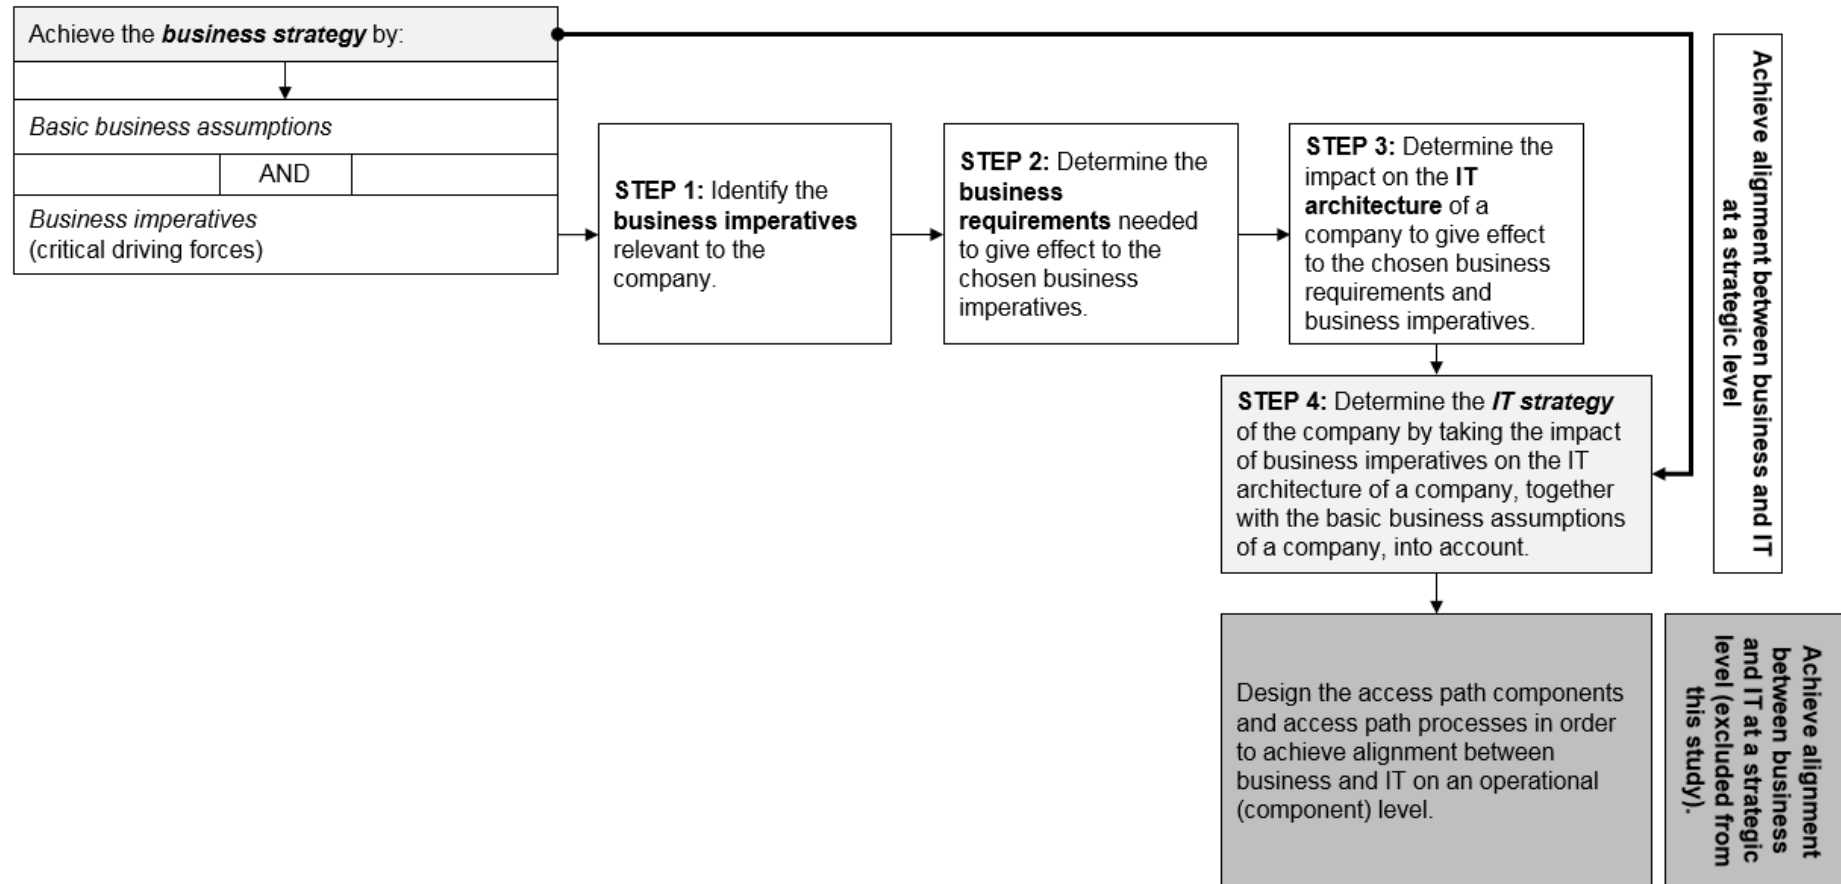 Achieve the business strategy by:
Basic business assumptions
AND
Business imperatives
(critical driving forces)
STEP 1: Identify the
business imperatives
relevant to the
company.
STEP 2: Determine the
business
requirements needed
to give effect to the
chosen business
imperatives.
STEP 3: Determine the
impact on the IT
architecture of a
company to give effect
to the chosen business
requirements and
business imperatives.
STEP 4: Determine the IT strategy
of the company by taking the impact
of business imperatives on the IT
architecture of a company, together
with the basic business assumptions
of a company, into account.
Achieve alignment between business and IT
at a strategic level
Design the access path components
and access path processes in order
to achieve alignment between
business and IT on an operational
(component) level.
Achieve alignment
between business
and IT at a strategic
level (excluded from
this study).